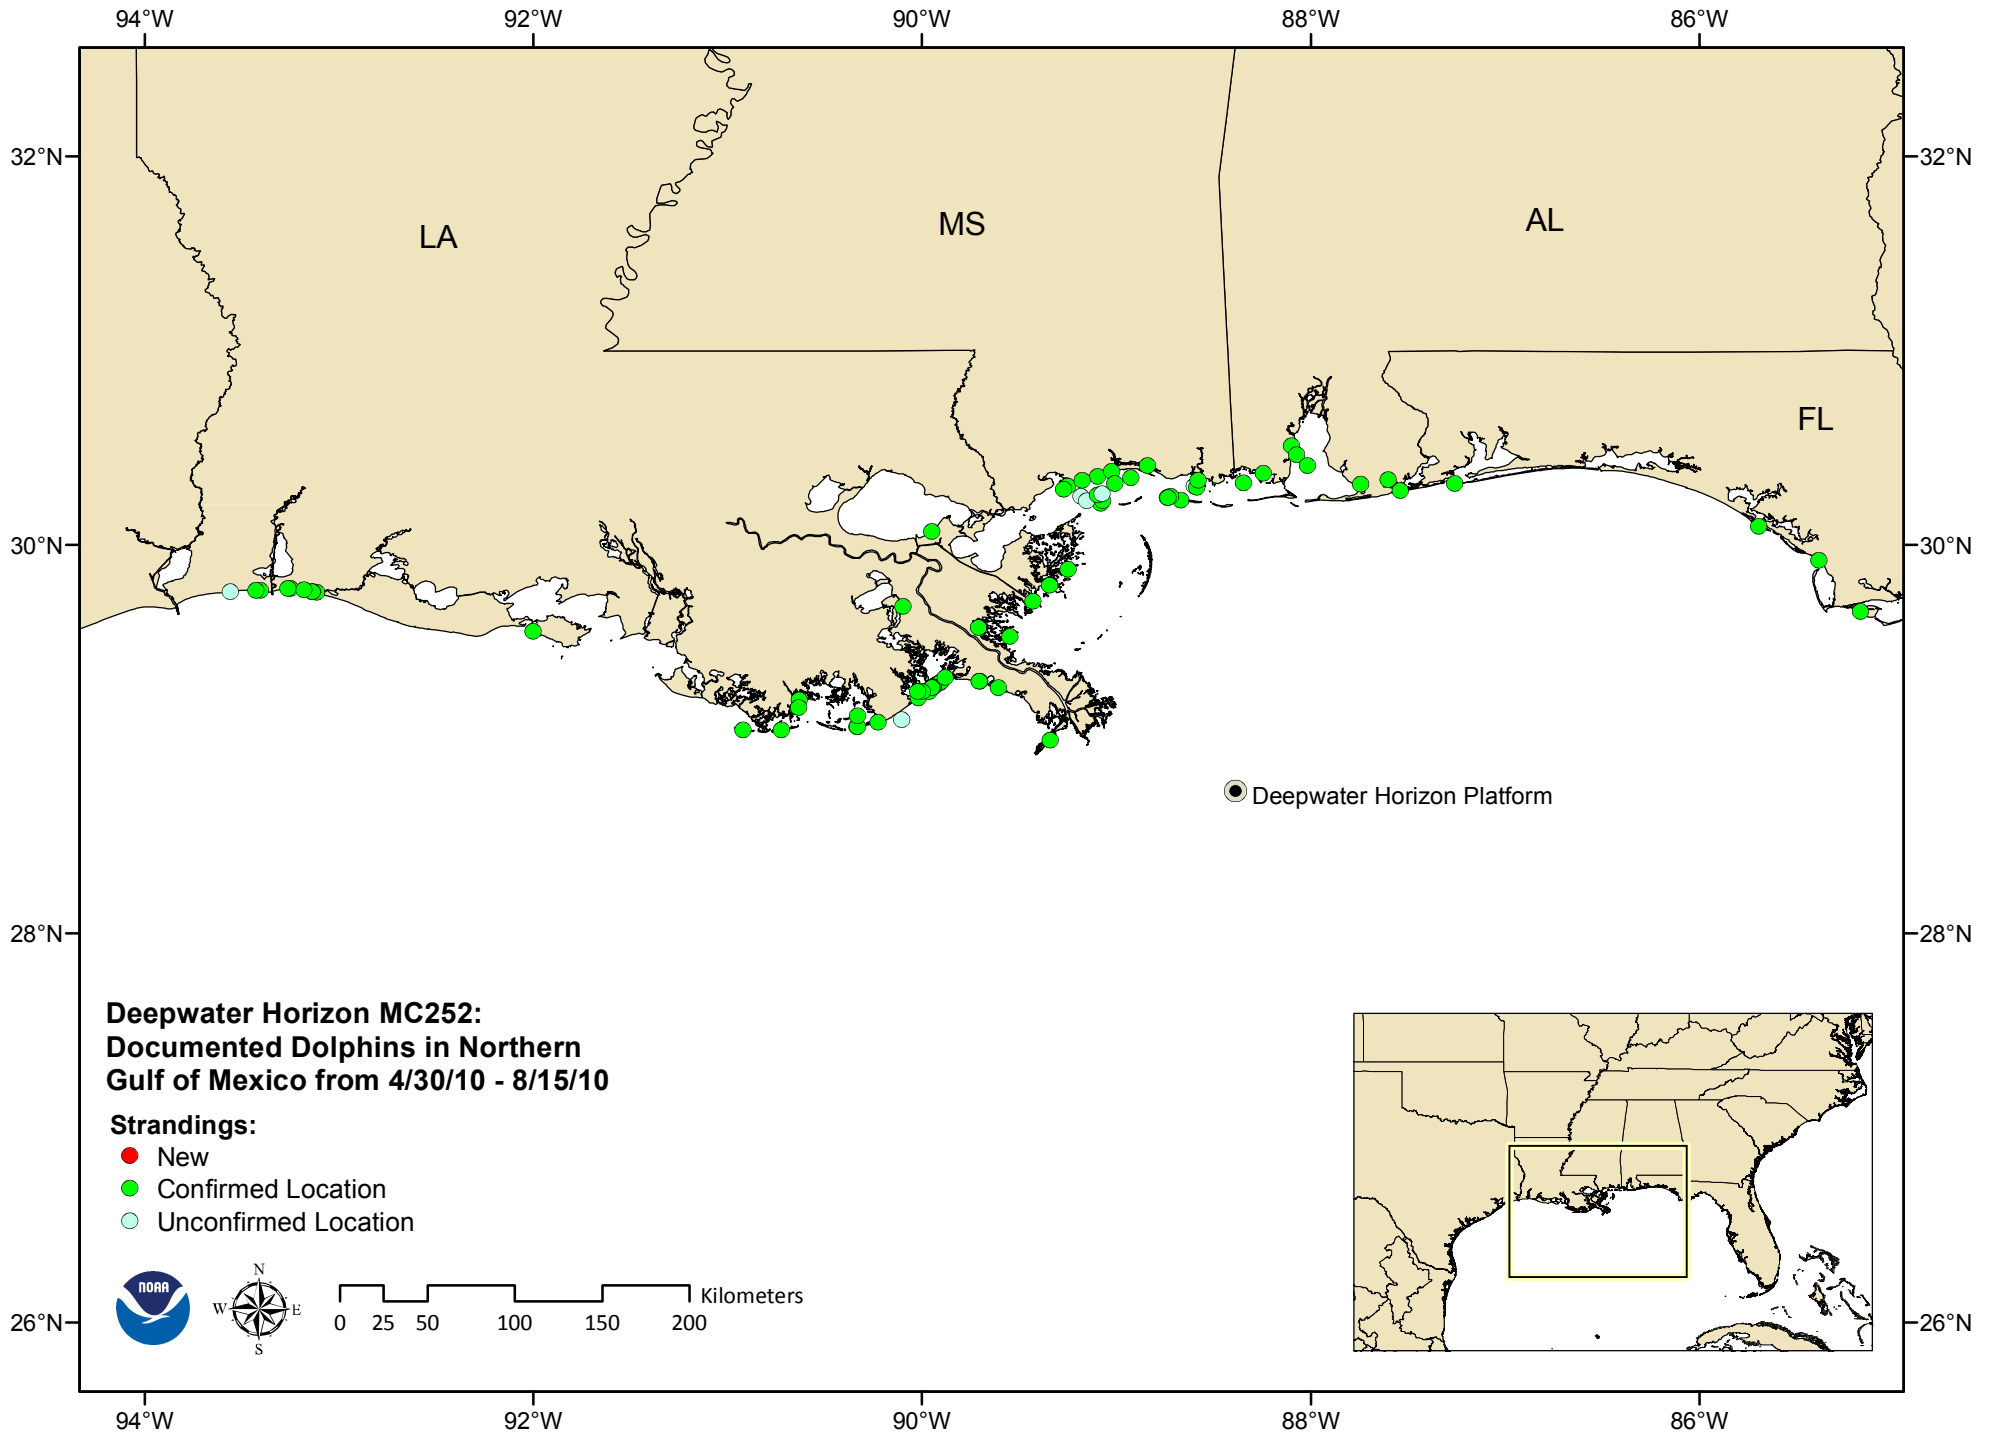 94°W 92°W 90°W 88°W 86°W
32°N 32°N
LA MS AL
FL
30°N 30°N
Deepwater Horizon Platform
28°N 28°N
Deepwater Horizon MC252:
Documented Dolphins in Northern
Gulf of Mexico from 4/30/10 - 8/15/10
Strandings:
New
Confirmed Location
Unconfirmed Location
NOAA
N
W E
S
Kilometers
0 25 50 100 150 200
26°N 26°N
94°W 92°W 90°W 88°W 86°W